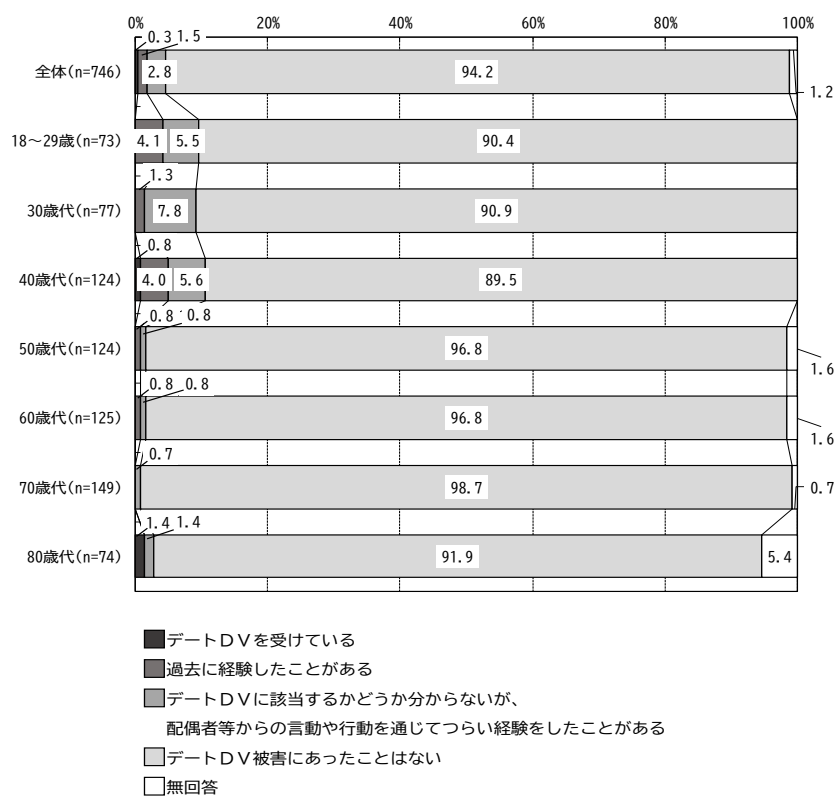 0% 20% 40% 60% 80% 100%
0.3 1.5
全体(n=746) 2.8 94.2
1.2
18～29歳(n=73) 4.1 5.5 90.4
1.3
30歳代(n=77) 7.8 90.9
0.8
40歳代(n=124) 4.0 5.6 89.5
0.8 0.8
50歳代(n=124) 96.8
1.6
0.8 0.8
60歳代(n=125) 96.8
1.6
0.7
70歳代(n=149) 98.7 0.7
1.4 1.4
80歳代(n=74) 91.9 5.4
デートＤＶを受けている
過去に経験したことがある
デートＤＶに該当するかどうか分からないが、
配偶者等からの言動や行動を通じてつらい経験をしたことがある
デートＤＶ被害にあったことはない
無回答